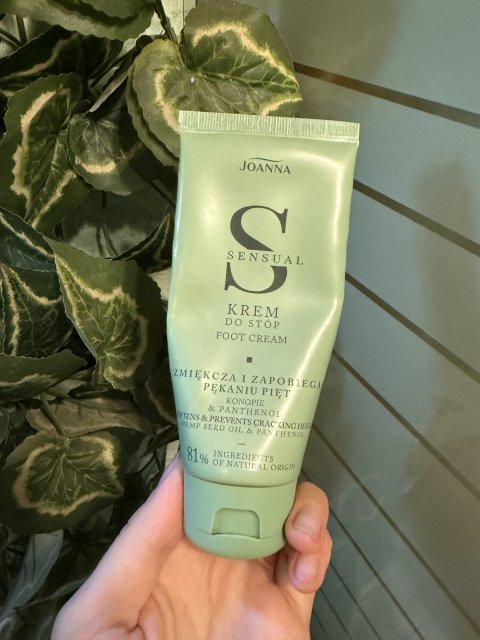 JOANNA
S
SENSUAL
KREM
DO STÓP
FOOT CREAM
ZMIĘKCZA I ZAPOBIEGA
PĘKANIU PIĘT
KONOPIE
& PANTHENOL
& PREVENTS CRACKING
HEMP SEED OIL & PANTHENOL
81% INGREDIENTS
OF NATURAL ORIGIN